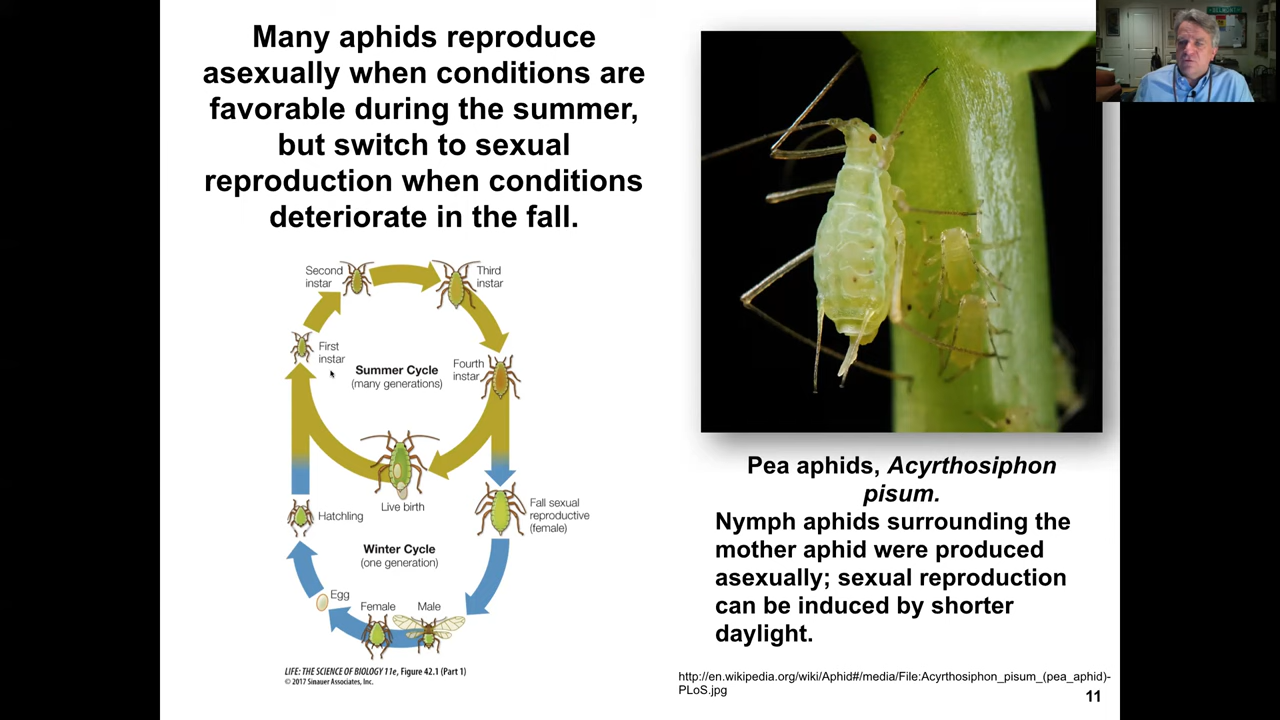 Many aphids reproduce
asexually when conditions are
favorable during the summer,
but switch to sexual
reproduction when conditions
deteriorate in the fall.
Second
instar
Third
instar
First
instar
Summer Cycle
(many generations)
Fourth
instar
Live birth
Hatchling
Fall sexual
reproductive
(female)
Winter Cycle
(one generation)
Egg
Female
Male
LIFE: THE SCIENCE OF BIOLOGY 11e, Figure 42.1 (Part 1)
© 2017 Sinauer Associates, Inc.
Pea aphids, Acyrthosiphon
pisum.
Nymph aphids surrounding the
mother aphid were produced
asexually; sexual reproduction
can be induced by shorter
daylight.
http://en.wikipedia.org/wiki/Aphid#/media/File:Acyrthosiphon_pisum_(pea_aphid)-
PLoS.jpg
11